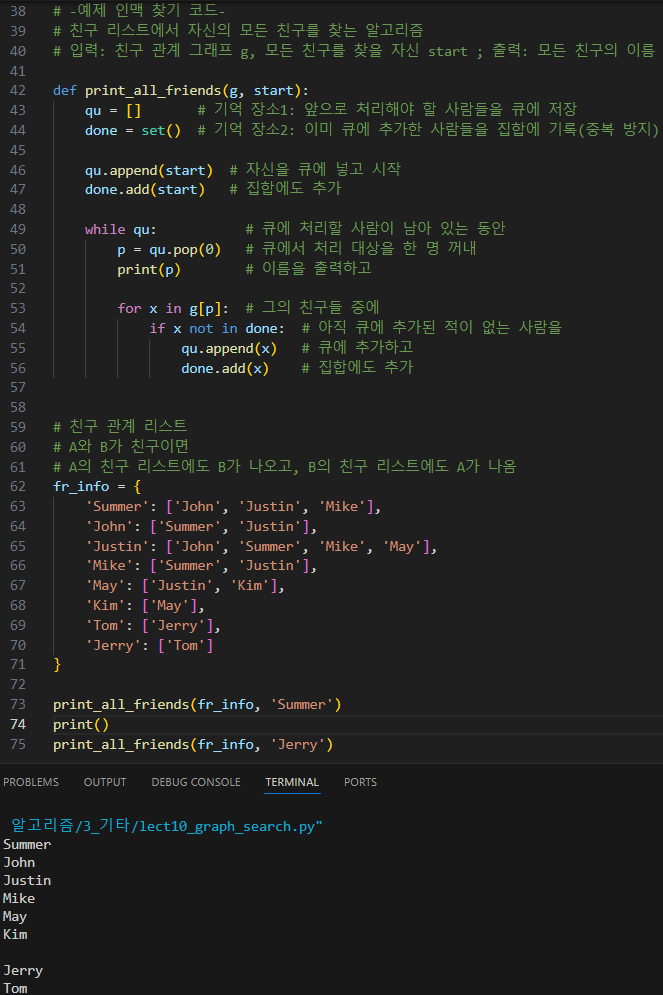 38 # -예제 인맥 찾기 코드-
39 # 친구 리스트에서 자신의 모든 친구를 찾는 알고리즘
40 # 입력: 친구 관계 그래프 g, 모든 친구를 찾을 자신 start ; 출력: 모든 친구의 이름
41
42 def print_all_friends(g, start):
43     qu = []       # 기억 장소1: 앞으로 처리해야 할 사람들을 큐에 저장
44     done = set()  # 기억 장소2: 이미 큐에 추가한 사람들을 집합에 기록(중복 방지)
45
46     qu.append(start)  # 자신을 큐에 넣고 시작
47     done.add(start)   # 집합에도 추가
48
49     while qu:           # 큐에 처리할 사람이 남아 있는 동안
50         p = qu.pop(0)   # 큐에서 처리 대상을 한 명 꺼내
51         print(p)        # 이름을 출력하고
52
53         for x in g[p]:  # 그의 친구들 중에
54             if x not in done:  # 아직 큐에 추가된 적이 없는 사람을
55                 qu.append(x)   # 큐에 추가하고
56                 done.add(x)    # 집합에도 추가
57
58
59 # 친구 관계 리스트
60 # A와 B가 친구이면
61 # A의 친구 리스트에도 B가 나오고, B의 친구 리스트에도 A가 나옴
62 fr_info = {
63     'Summer': ['John', 'Justin', 'Mike'],
64     'John': ['Summer', 'Justin'],
65     'Justin': ['John', 'Summer', 'Mike', 'May'],
66     'Mike': ['Summer', 'Justin'],
67     'May': ['Justin', 'Kim'],
68     'Kim': ['May'],
69     'Tom': ['Jerry'],
70     'Jerry': ['Tom']
71 }
72
73 print_all_friends(fr_info, 'Summer')
74 print()
75 print_all_friends(fr_info, 'Jerry')
PROBLEMS OUTPUT DEBUG CONSOLE TERMINAL PORTS
알고리즘/3_기타/lect10_graph_search.py"
Summer
John
Justin
Mike
May
Kim

Jerry
Tom